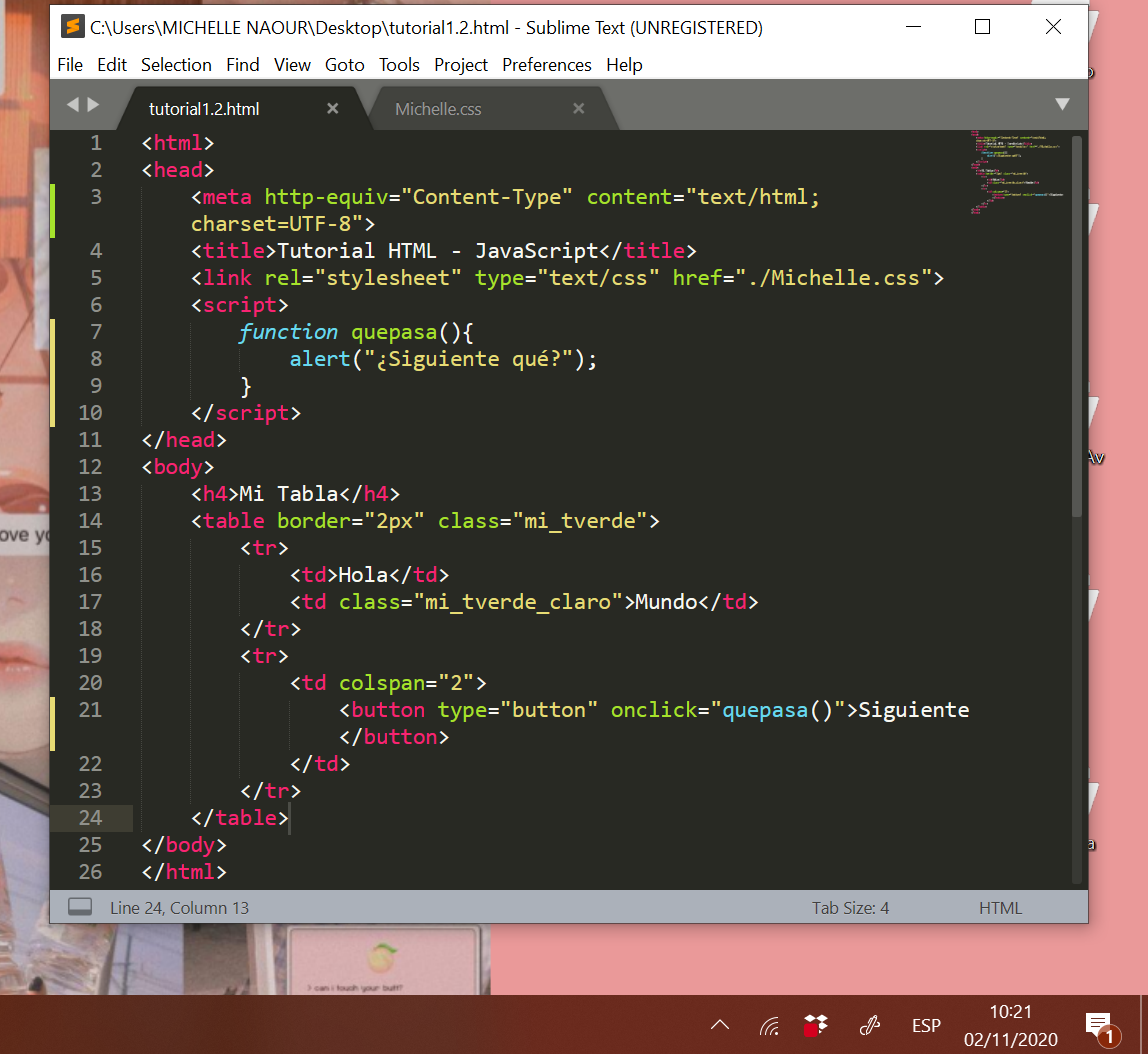 C:\Users\MICHELLE NAOUR\Desktop\tutorial1.2.html - Sublime Text (UNREGISTERED)
File Edit Selection Find View Goto Tools Project Preferences Help
tutorial1.2.html Michelle.css
1 <html>
2 <head>
3 <meta http-equiv="Content-Type" content="text/html;
charset=UTF-8">
4 <title>Tutorial HTML - JavaScript</title>
5 <link rel="stylesheet" type="text/css" href="./Michelle.css">
6 <script>
7 function quepasa(){
8 alert("¿Siguiente qué?");
9 }
10 </script>
11 </head>
12 <body>
13 <h4>Mi Tabla</h4>
14 <table border="2px" class="mi_tverde">
15 <tr>
16 <td>Hola</td>
17 <td class="mi_tverde_claro">Mundo</td>
18 </tr>
19 <tr>
20 <td colspan="2">
21 <button type="button" onclick="quepasa()">Siguiente
</button>
22 </td>
23 </tr>
24 </table>
25 </body>
26 </html>
Line 24, Column 13 Tab Size: 4 HTML
ove yo
Av
a
> can i touch your butt?
ESP
10:21
02/11/2020
1